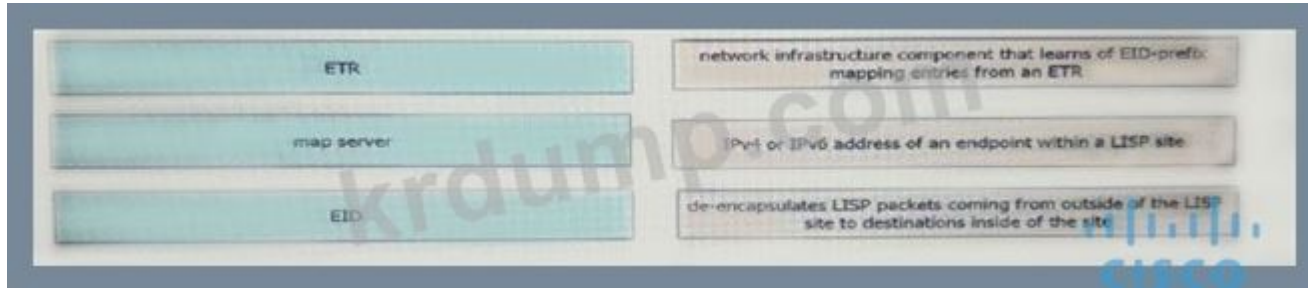 ETR
network infrastructure component that learns of EID-prefix
mapping entries from an ETR
map server
IPv4 or IPv6 address of an endpoint within a LISP site
EID
de-encapsulates LISP packets coming from outside of the LISP
site to destinations inside of the site
krdump.com
CISCO